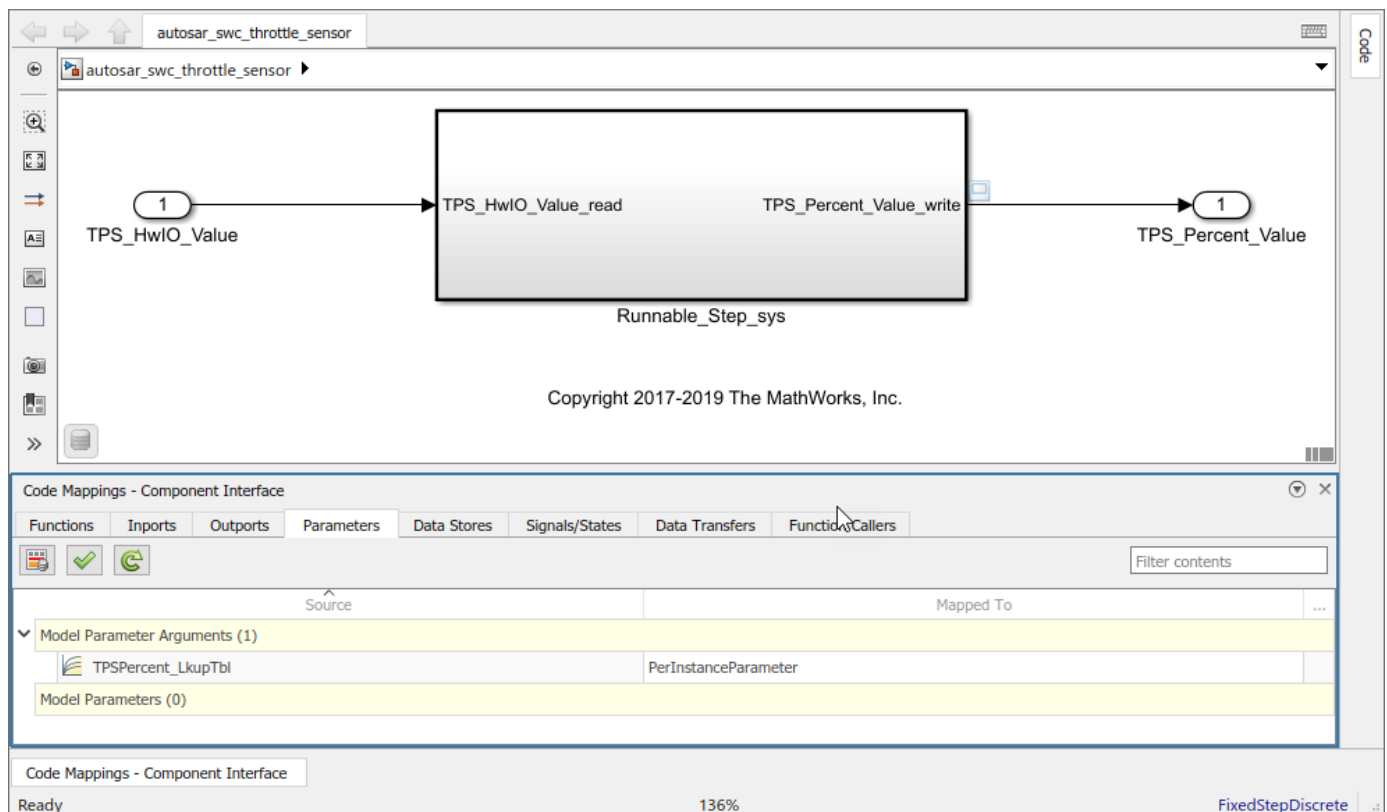 autosar_swc_throttle_sensor
Code
autosar_swc_throttle_sensor
1
TPS_HwIO_Value
TPS_HwIO_Value_read
TPS_Percent_Value_write
1
TPS_Percent_Value
Runnable_Step_sys
Copyright 2017-2019 The MathWorks, Inc.
Code Mappings - Component Interface
Functions Inports Outports Parameters Data Stores Signals/States Data Transfers Function Callers
Filter contents
Source Mapped To ...
Model Parameter Arguments (1)
TPSPercent_LkupTbl PerInstanceParameter
Model Parameters (0)
Code Mappings - Component Interface
Ready 136% FixedStepDiscrete